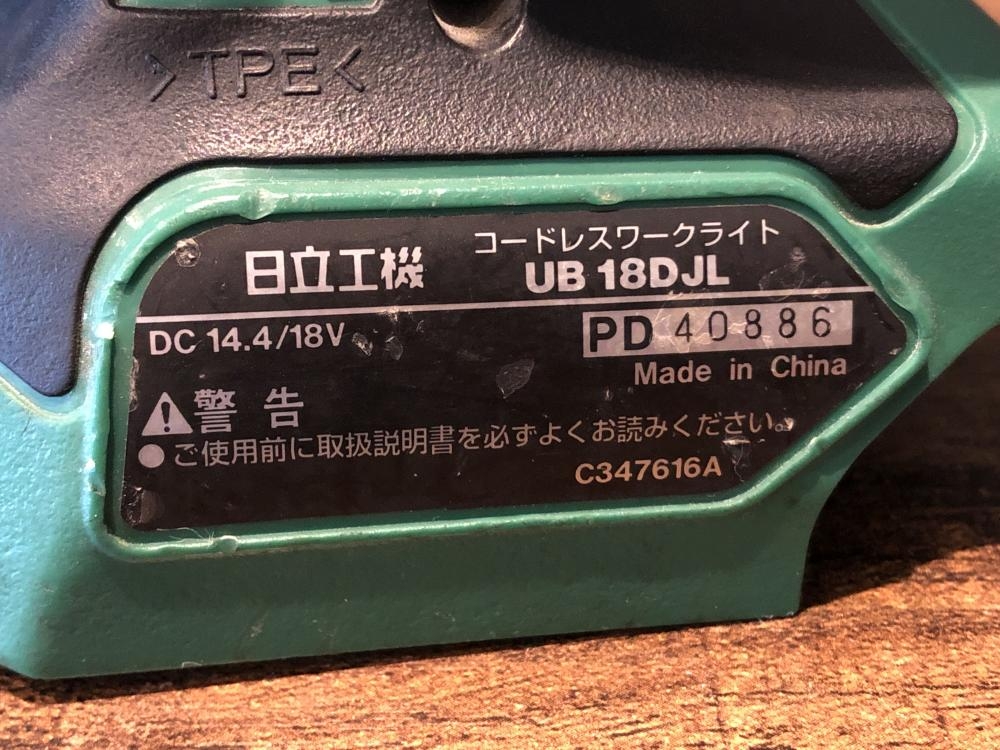 >TPE<
日立工機
コードレスワークライト
UB 18DJL
DC 14.4/18V
PD 40886
Made in China
警告
●ご使用前に取扱説明書を必ずよくお読みください。
C347616A